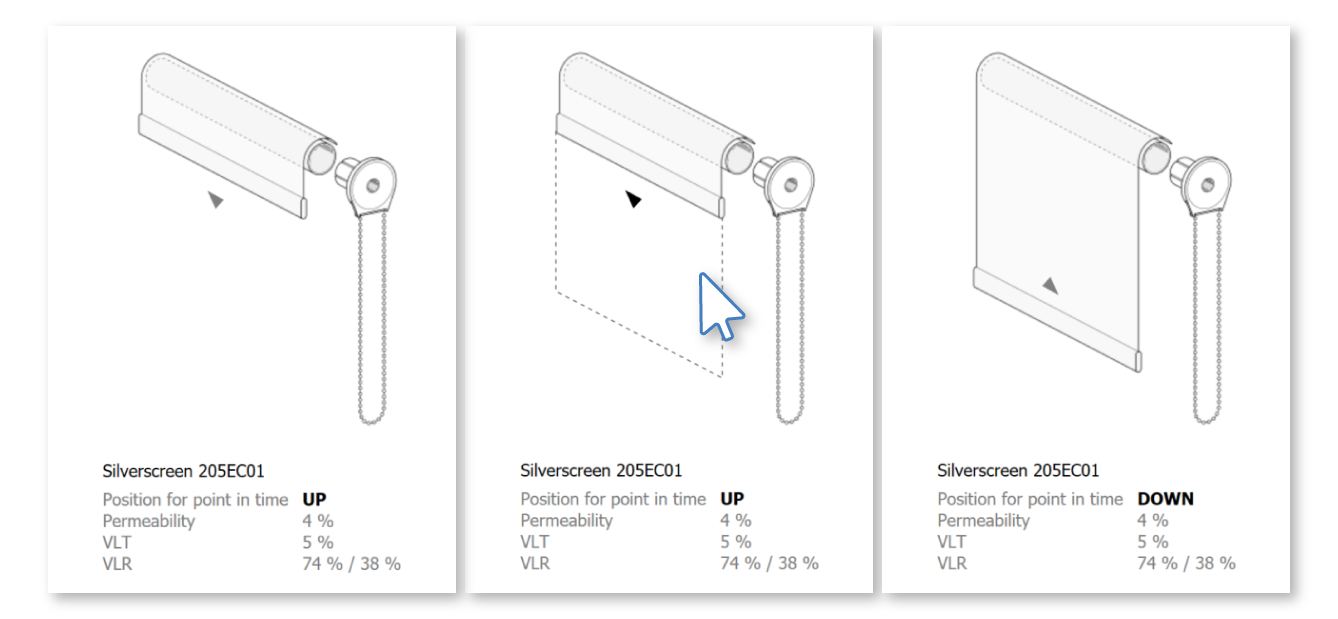 Silverscreen 205EC01
Position for point in time UP
Permeability 4 %
VLT 5 %
VLR 74 % / 38 %
Silverscreen 205EC01
Position for point in time UP
Permeability 4 %
VLT 5 %
VLR 74 % / 38 %
Silverscreen 205EC01
Position for point in time DOWN
Permeability 4 %
VLT 5 %
VLR 74 % / 38 %